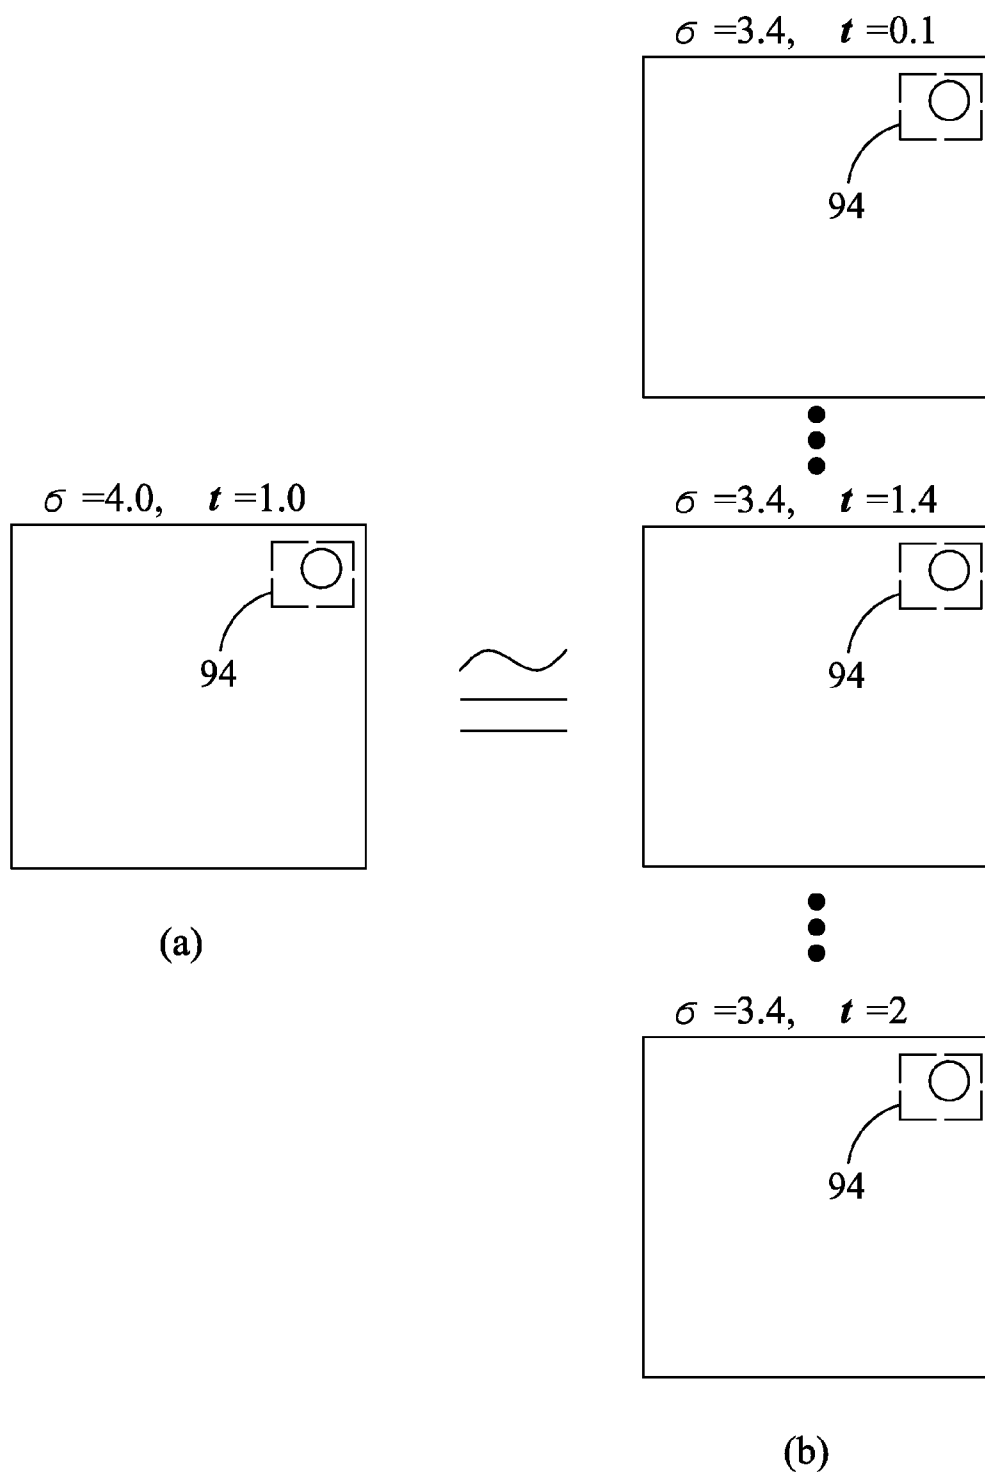 σ =3.4, t =0.1
94
σ =4.0, t =1.0
94
(a)
σ =3.4, t =1.4
94
σ =3.4, t =2
94
(b)